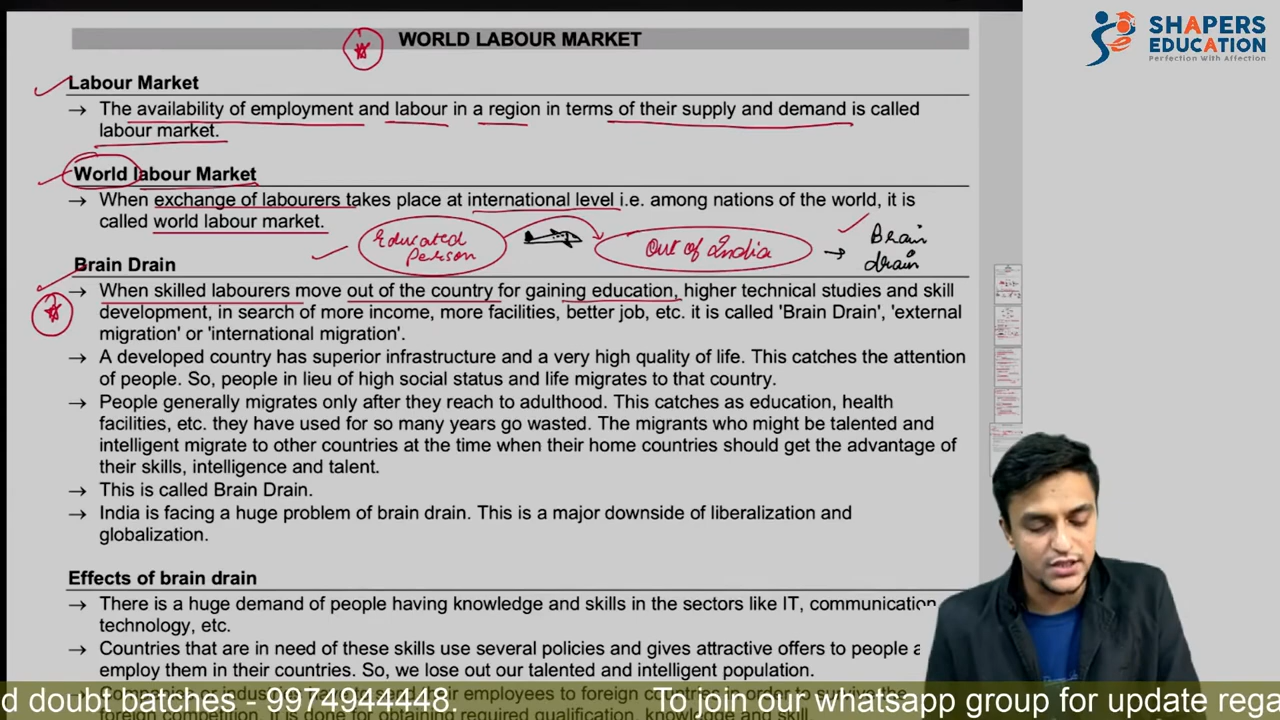 WORLD LABOUR MARKET
SHAPERS
EDUCATION
Perfection With Affection
Labour Market
→ The availability of employment and labour in a region in terms of their supply and demand is called
labour market.
World labour Market
→ When exchange of labourers takes place at international level i.e. among nations of the world, it is
called world labour market.
Educated
person
Out of India
→ Brain
drain
Brain Drain
→ When skilled labourers move out of the country for gaining education, higher technical studies and skill
development, in search of more income, more facilities, better job, etc. it is called 'Brain Drain', 'external
migration' or 'international migration'.
→ A developed country has superior infrastructure and a very high quality of life. This catches the attention
of people. So, people in lieu of high social status and life migrates to that country.
→ People generally migrate only after they reach to adulthood. This catches as education, health
facilities, etc. they have used for so many years go wasted. The migrants who might be talented and
intelligent migrate to other countries at the time when their home countries should get the advantage of
their skills, intelligence and talent.
→ This is called Brain Drain.
→ India is facing a huge problem of brain drain. This is a major downside of liberalization and
globalization.
Effects of brain drain
→ There is a huge demand of people having knowledge and skills in the sectors like IT, communication
technology, etc.
→ Countries that are in need of these skills use several policies and gives attractive offers to people a
employ them in their countries. So, we lose out our talented and intelligent population.
d doubt batches - 9974944448. To join our whatsapp group for update rega
employees to foreign